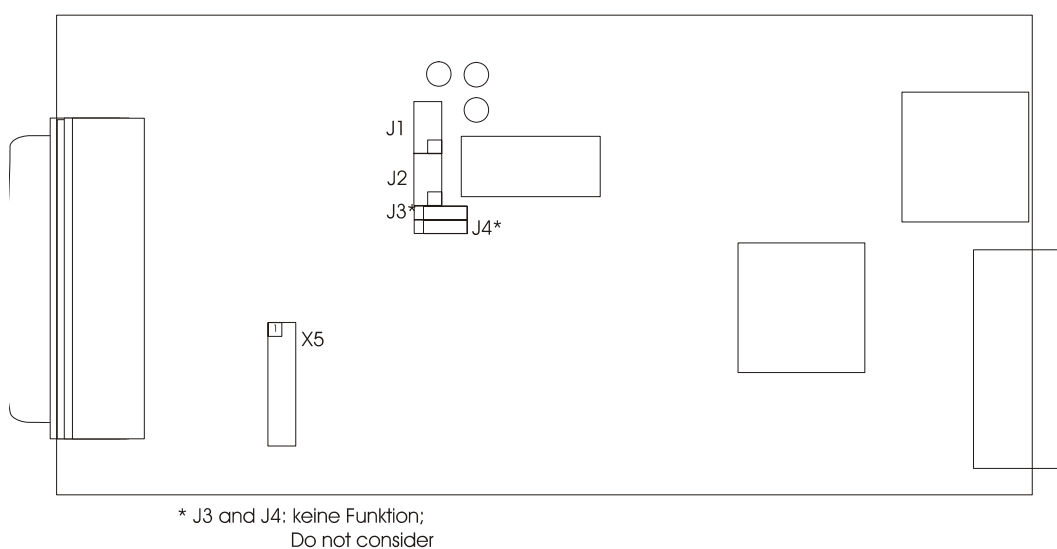 J1
J2
J3*
J4*
1
X5
* J3 and J4: keine Funktion;
Do not consider